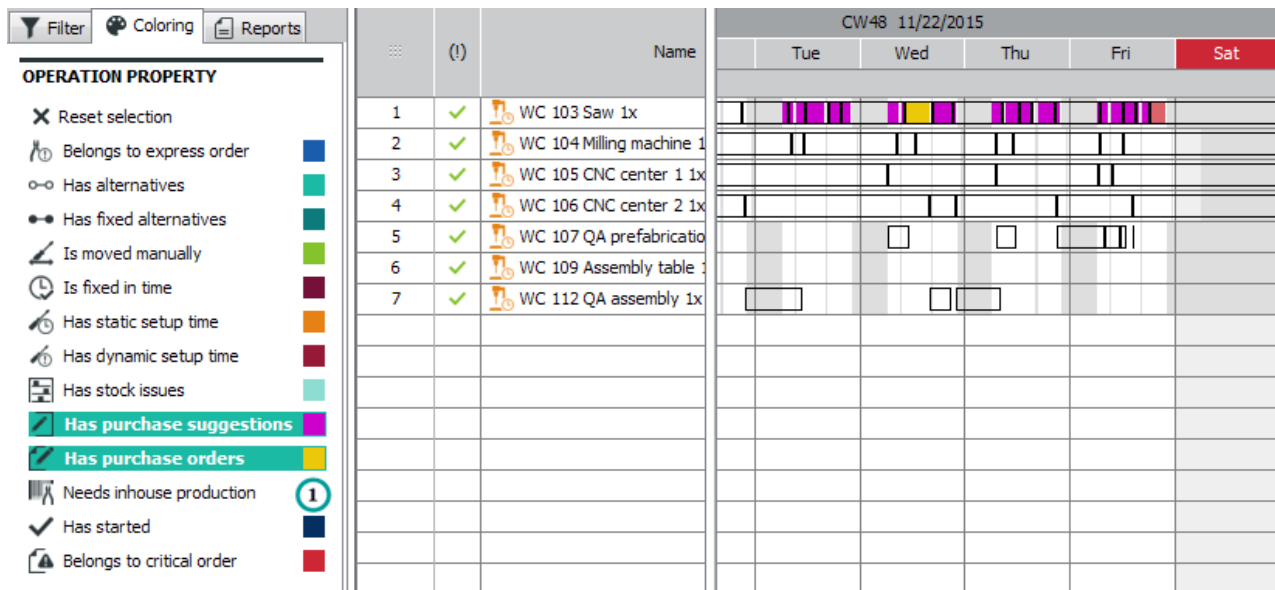 Filter Coloring Reports
OPERATION PROPERTY
Reset selection
Belongs to express order
Has alternatives
Has fixed alternatives
Is moved manually
Is fixed in time
Has static setup time
Has dynamic setup time
Has stock issues
Has purchase suggestions
Has purchase orders
Needs inhouse production 1
Has started
Belongs to critical order
(!) Name
CW48 11/22/2015
Tue Wed Thu Fri Sat
1 WC 103 Saw 1x
2 WC 104 Milling machine 1
3 WC 105 CNC center 1 1x
4 WC 106 CNC center 2 1x
5 WC 107 QA prefabricatio
6 WC 109 Assembly table 1
7 WC 112 QA assembly 1x